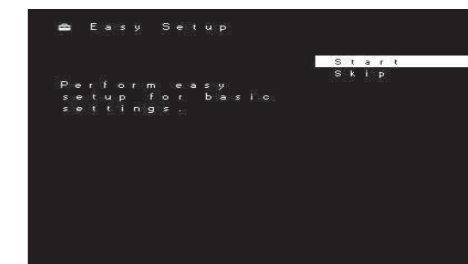 Easy Setup
Start
Skip
Perform easy
setup for basic
settings.